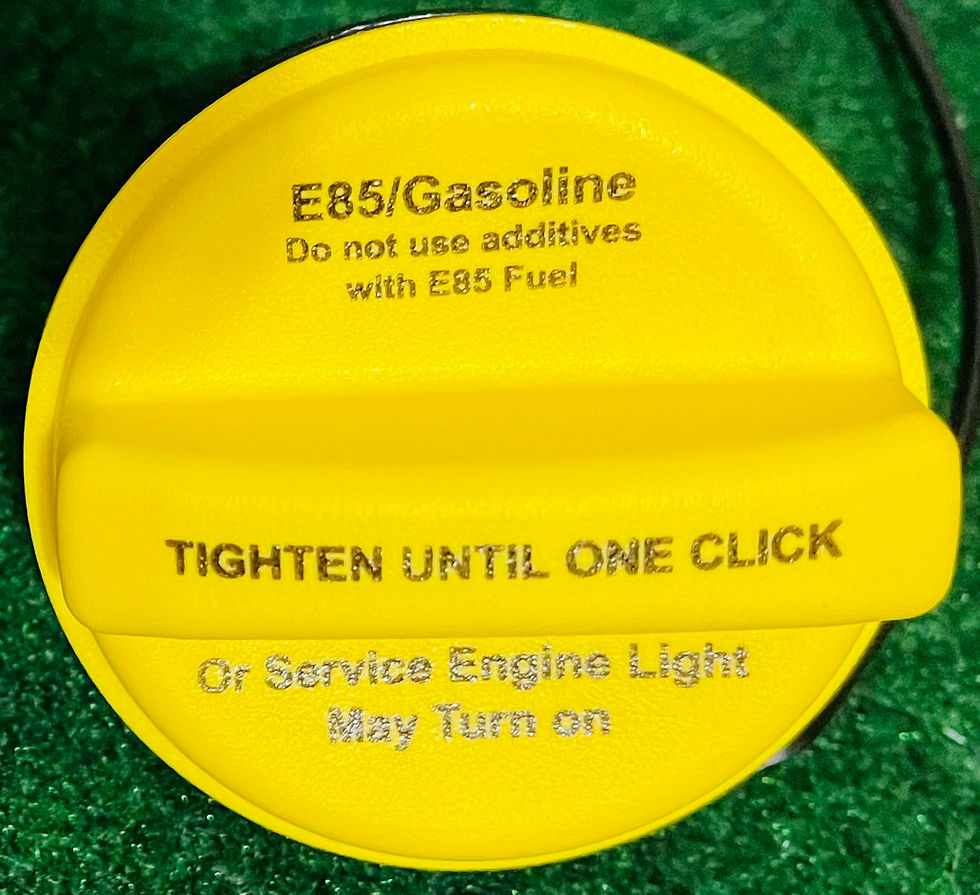 E85/Gasoline
Do not use additives
with E85 Fuel
TIGHTEN UNTIL ONE CLICK
Or Service Engine Light
May Turn on